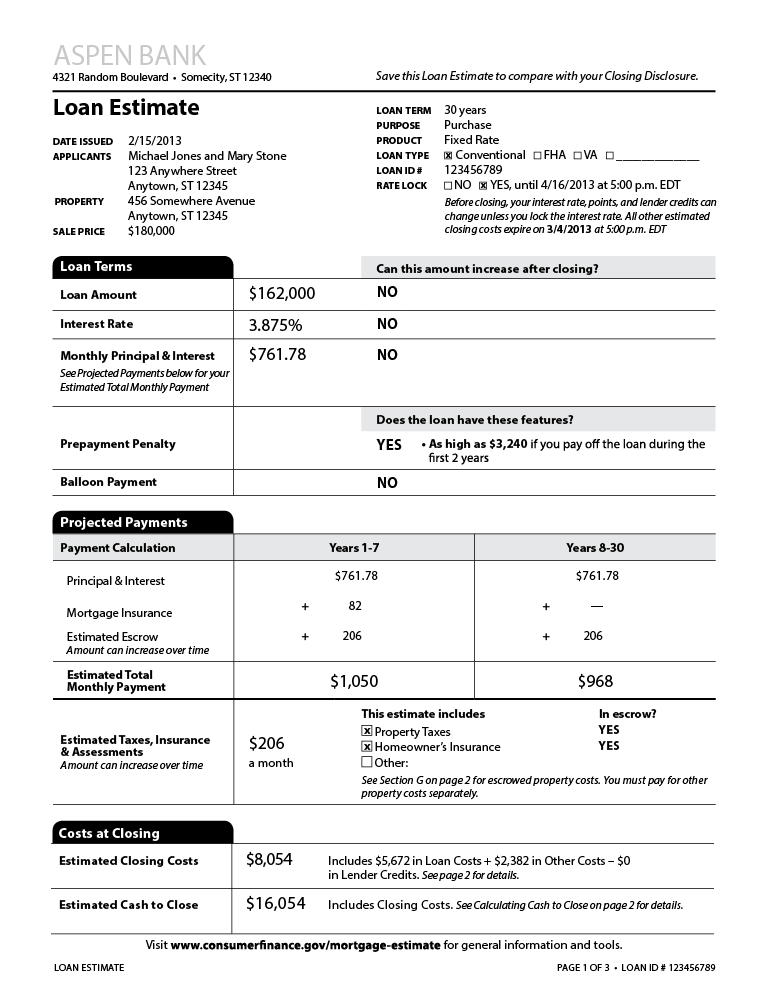 ASPEN BANK
4321 Random Boulevard • Somecity, ST 12340
Save this Loan Estimate to compare with your Closing Disclosure.
Loan Estimate
DATE ISSUED 2/15/2013
APPLICANTS Michael Jones and Mary Stone
123 Anywhere Street
Anytown, ST 12345
PROPERTY 456 Somewhere Avenue
Anytown, ST 12345
SALE PRICE $180,000
LOAN TERM 30 years
PURPOSE Purchase
PRODUCT Fixed Rate
LOAN TYPE ☒ Conventional ☐ FHA ☐ VA ☐ _____________
LOAN ID # 123456789
RATE LOCK ☐ NO ☒ YES, until 4/16/2013 at 5:00 p.m. EDT
Before closing, your interest rate, points, and lender credits can
change unless you lock the interest rate. All other estimated
closing costs expire on 3/4/2013 at 5:00 p.m. EDT
Loan Terms Can this amount increase after closing?
Loan Amount $162,000 NO
Interest Rate 3.875% NO
Monthly Principal & Interest $761.78 NO
See Projected Payments below for your
Estimated Total Monthly Payment
Does the loan have these features?
Prepayment Penalty YES • As high as $3,240 if you pay off the loan during the
first 2 years
Balloon Payment NO
Projected Payments
Payment Calculation Years 1-7 Years 8-30
Principal & Interest $761.78 $761.78
Mortgage Insurance + 82 + —
Estimated Escrow + 206 + 206
Amount can increase over time
Estimated Total
Monthly Payment $1,050 $968
Estimated Taxes, Insurance
& Assessments
Amount can increase over time
$206
a month
This estimate includes In escrow?
☒ Property Taxes YES
☒ Homeowner's Insurance YES
☐ Other:
See Section G on page 2 for escrowed property costs. You must pay for other
property costs separately.
Costs at Closing
Estimated Closing Costs $8,054 Includes $5,672 in Loan Costs + $2,382 in Other Costs – $0
in Lender Credits. See page 2 for details.
Estimated Cash to Close $16,054 Includes Closing Costs. See Calculating Cash to Close on page 2 for details.
Visit www.consumerfinance.gov/mortgage-estimate for general information and tools.
LOAN ESTIMATE PAGE 1 OF 3 • LOAN ID # 123456789